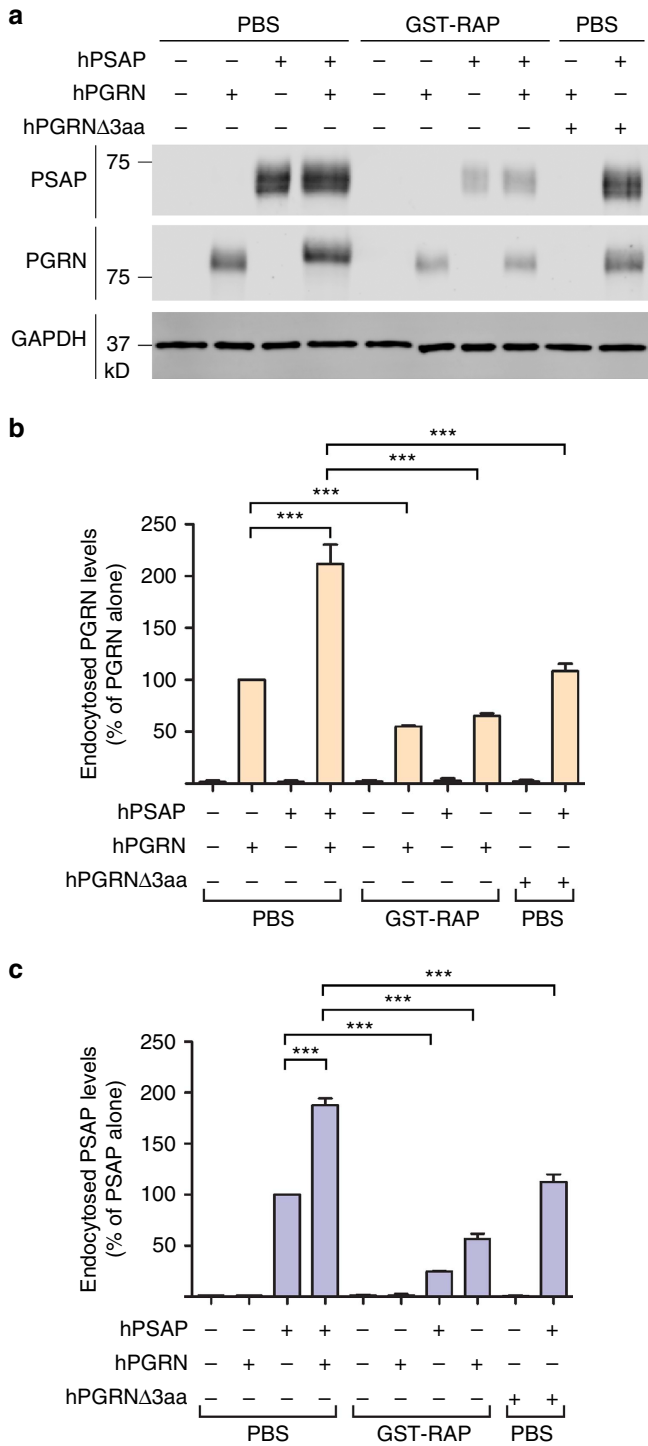 a
PBS GST-RAP PBS
hPSAP – – + + – – + + – +
hPGRN – + – + – + – + + –
hPGRNΔ3aa – – – – – – – – + +
75
PSAP
PGRN
75
GAPDH 37
kD
b
***
***
***
***
Endocytosed PGRN levels
(% of PGRN alone)
250
200
150
100
50
hPSAP – – + + – – + – – +
hPGRN – + – + – + – + – –
hPGRNΔ3aa – – – – – – – – + +
PBS GST-RAP PBS
c
***
***
***
***
Endocytosed PSAP levels
(% of PSAP alone)
250
200
150
100
50
hPSAP – – + + – – + – – +
hPGRN – + – + – + – + – –
hPGRNΔ3aa – – – – – – – – + +
PBS GST-RAP PBS